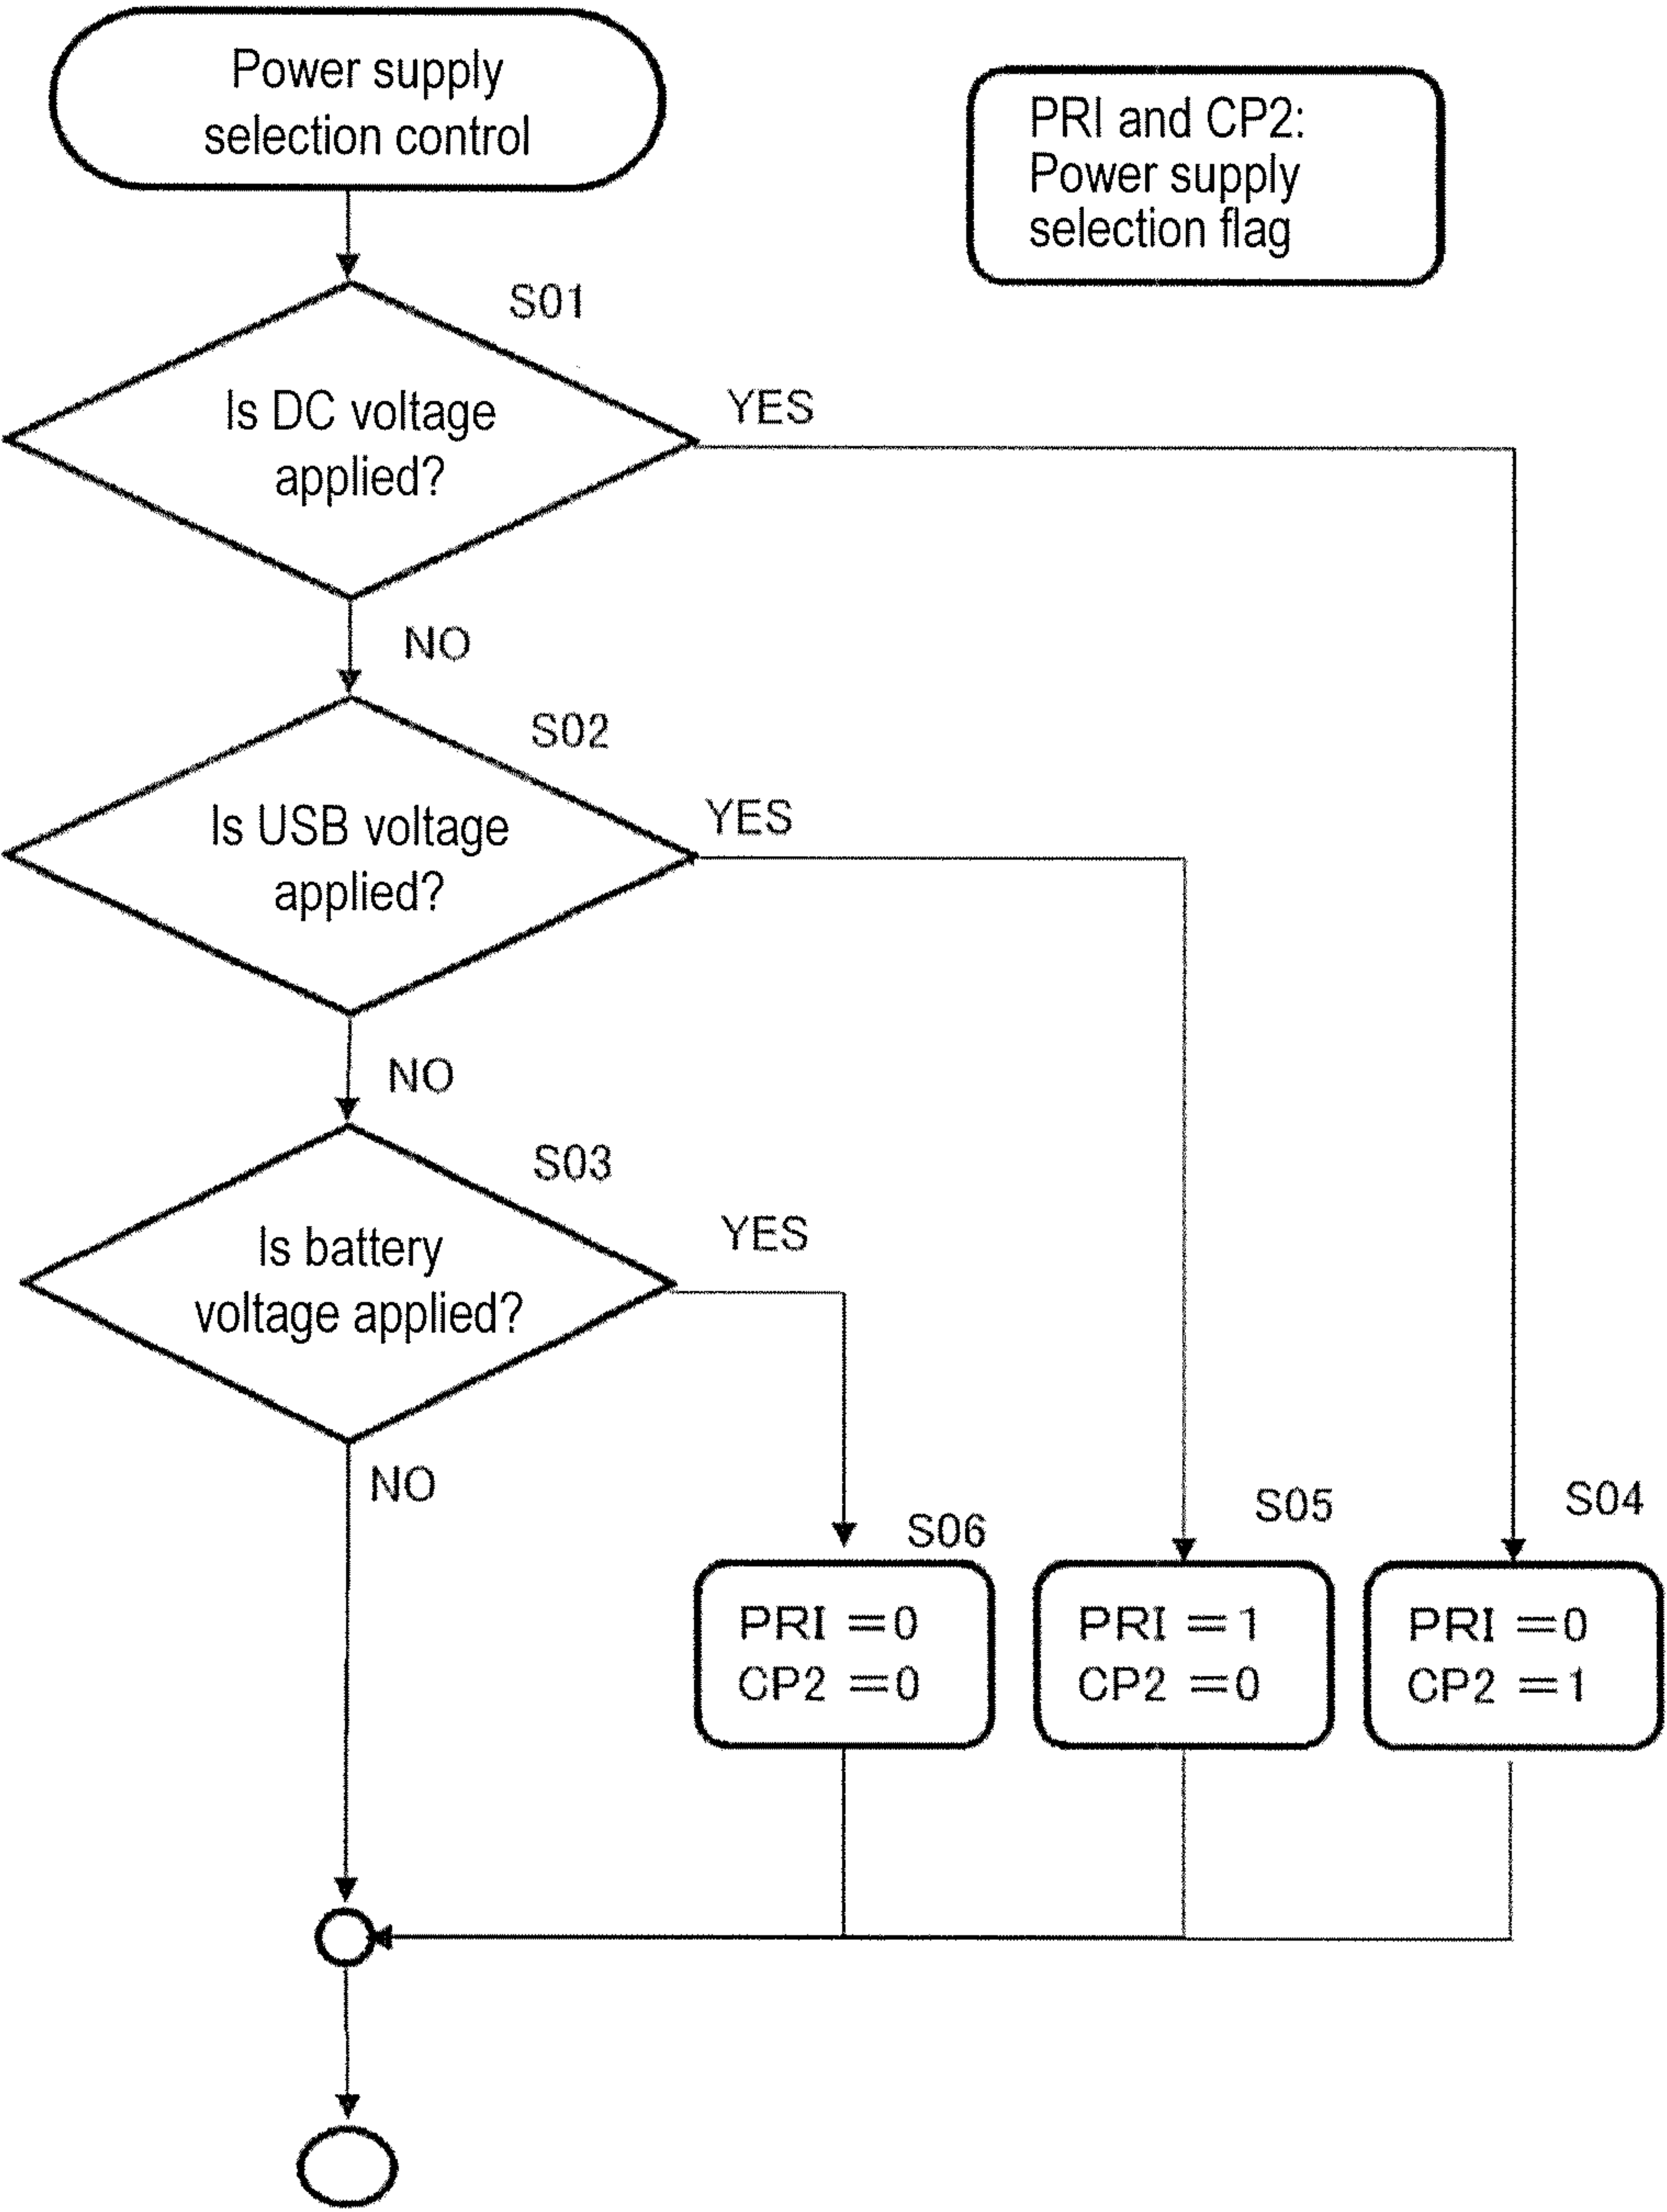 Power supply
selection control
PRI and CP2:
Power supply
selection flag
S01
Is DC voltage
applied?
YES
NO
S02
Is USB voltage
applied?
YES
NO
S03
Is battery
voltage applied?
YES
NO
S06
PRI =0
CP2 =0
S05
PRI =1
CP2 =0
S04
PRI =0
CP2 =1